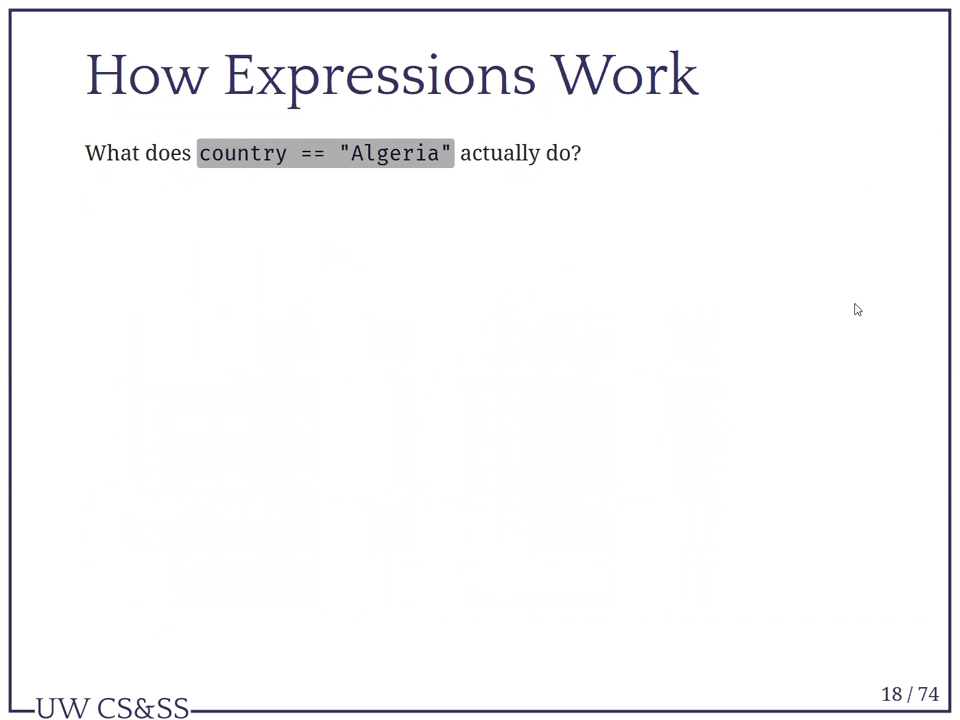 How Expressions Work
What does country == "Algeria" actually do?
18 / 74
UW CS&SS